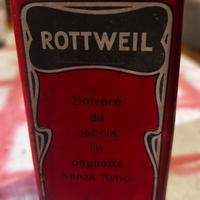 ROTTWEIL
Polvere
da
caccia
in
pagliette
senza fumo.